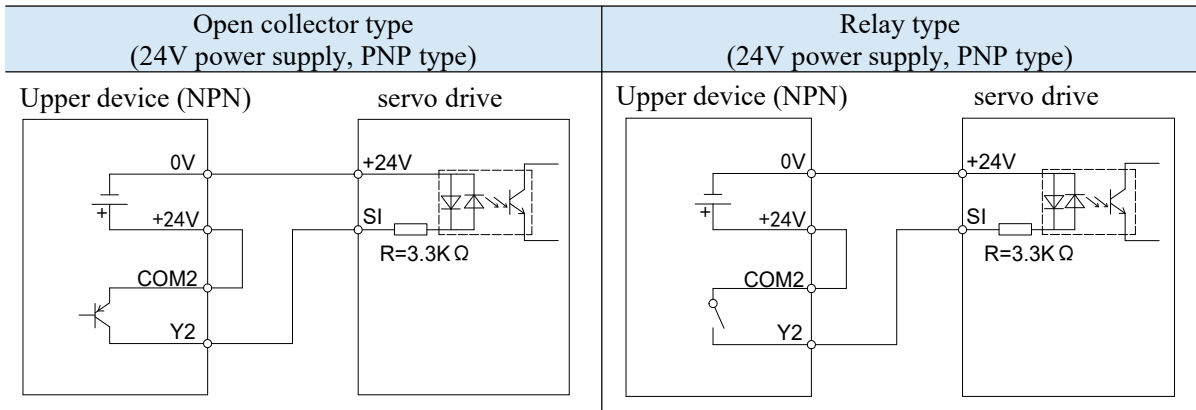 Open collector type
(24V power supply, PNP type)
Relay type
(24V power supply, PNP type)
Upper device (NPN)
servo drive
0V
+24V
+
+24V
SI
R=3.3K Ω
COM2
Y2
Upper device (NPN)
servo drive
0V
+24V
+
+24V
SI
R=3.3K Ω
COM2
Y2